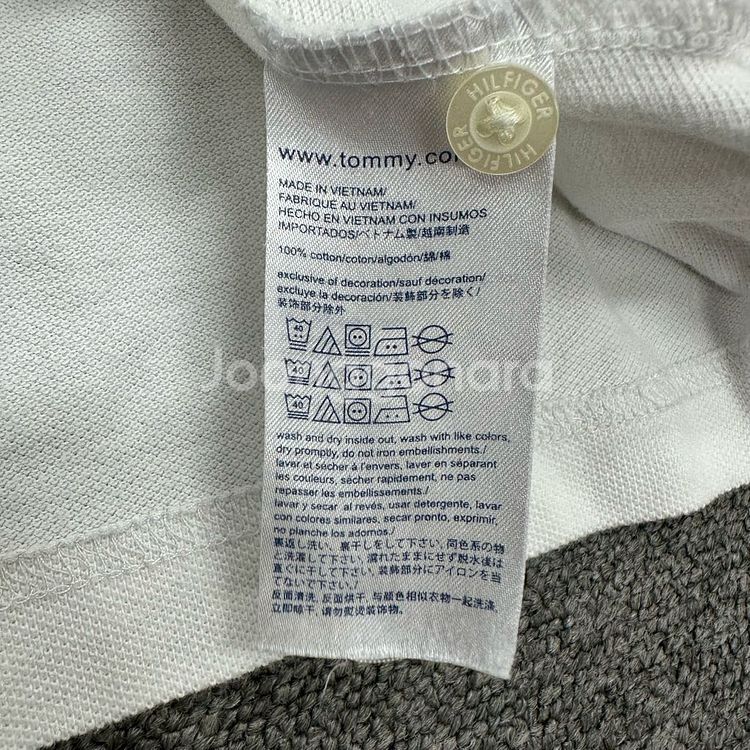 HILFIGER
HILFIGER
www.tommy.co
MADE IN VIETNAM/
FABRIQUE AU VIETNAM/
HECHO EN VIETNAM CON INSUMOS
IMPORTADOS/ベトナム製/越南制造
100% cotton/coton/algodón/綿/棉
exclusive of decoration/sauf décoration/
excluye la decoración/装飾部分を除く/
装饰部分除外
40
40
40
wash and dry inside out, wash with like colors,
dry promptly, do not iron embellishments./
laver et sécher à l'envers, laver en séparant
les couleurs, sécher rapidement, ne pas
repasser les embellissements./
lavar y secar al revés, usar detergente, lavar
con colores similares, secar pronto, exprimir,
no planche los adornos./
裏返し洗い、裏干しをして下さい、同色系の物
と洗濯して下さい、濡れたままにせず脱水後は
直ぐに干して下さい、装飾部分にアイロンを当
てないで下さい./
反面清洗, 反面烘干, 与颜色相似衣物一起洗涤,
立即晾干, 请勿熨烫装饰物.